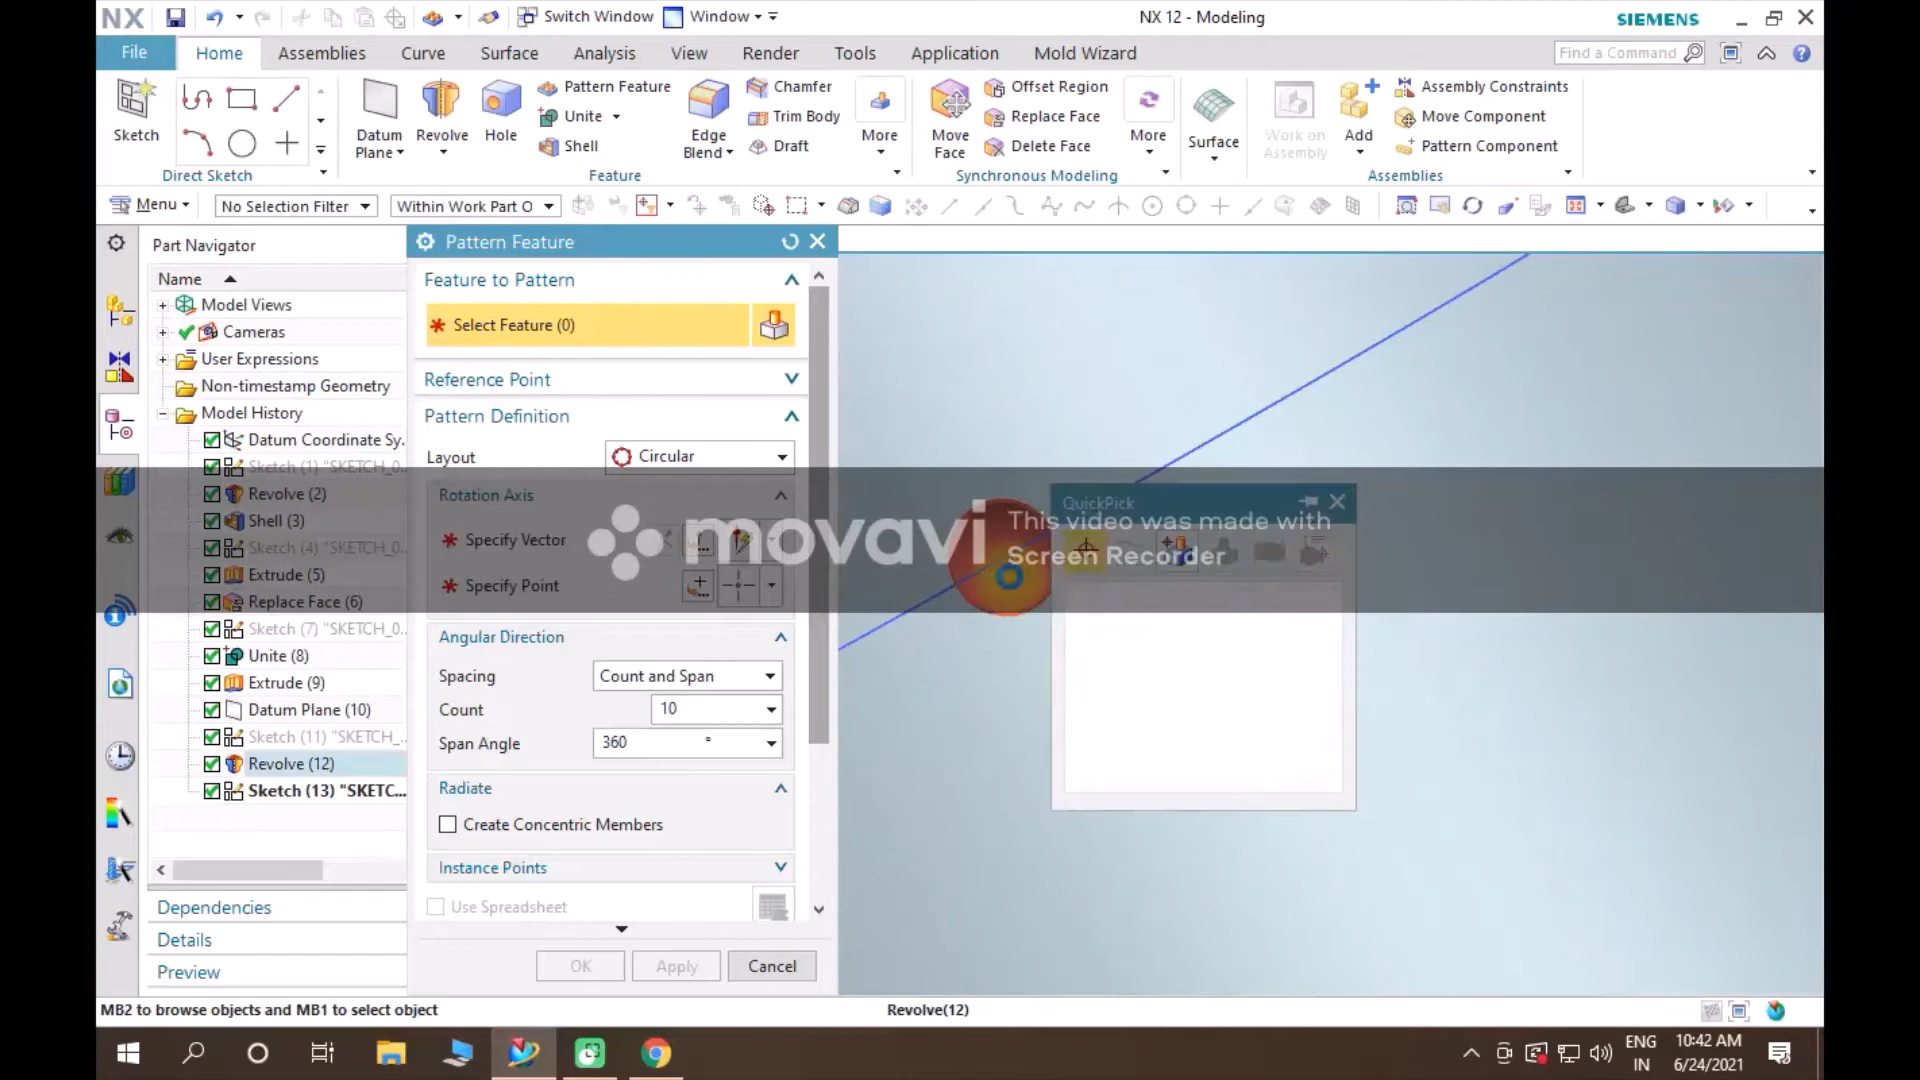 NX
Switch Window
Window
NX 12 - Modeling
SIEMENS
File
Home
Assemblies
Curve
Surface
Analysis
View
Render
Tools
Application
Mold Wizard
Find a Command
Sketch
Direct Sketch
Datum
Plane
Revolve
Hole
Pattern Feature
Unite
Shell
Edge
Blend
Chamfer
Trim Body
Draft
More
Feature
Move
Face
Offset Region
Replace Face
Delete Face
More
Synchronous Modeling
Surface
Work on
Assembly
Add
Assembly Constraints
Move Component
Pattern Component
Assemblies
Menu
No Selection Filter
Within Work Part O
Part Navigator
Name
Model Views
Cameras
User Expressions
Non-timestamp Geometry
Model History
Datum Coordinate Sy.
Sketch (1) "SKETCH_0..
Revolve (2)
Shell (3)
Sketch (4) "SKETCH_0..
Extrude (5)
Replace Face (6)
Sketch (7) "SKETCH_0..
Unite (8)
Extrude (9)
Datum Plane (10)
Sketch (11) "SKETCH_..
Revolve (12)
Sketch (13) "SKETC...
Dependencies
Details
Preview
Pattern Feature
Feature to Pattern
Select Feature (0)
Reference Point
Pattern Definition
Layout
Circular
Rotation Axis
Specify Vector
Specify Point
Angular Direction
Spacing
Count and Span
Count
10
Span Angle
360 °
Radiate
Create Concentric Members
Instance Points
Use Spreadsheet
OK
Apply
Cancel
QuickPick
movavi
This video was made with
Screen Recorder
MB2 to browse objects and MB1 to select object
Revolve(12)
ENG
IN
10:42 AM
6/24/2021